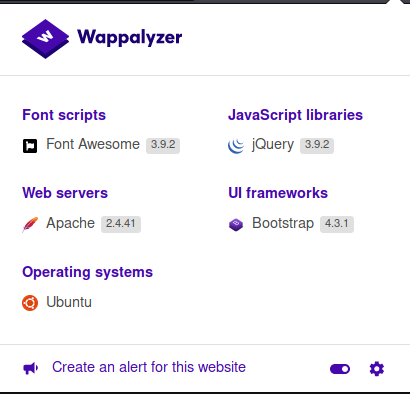 Wappalyzer
Font scripts
Font Awesome 3.9.2
JavaScript libraries
jQuery 3.9.2
Web servers
Apache 2.4.41
UI frameworks
Bootstrap 4.3.1
Operating systems
Ubuntu
Create an alert for this website